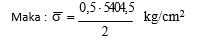 Maka : σ̅ = (0,5 · 5404,5) / 2 kg/cm²